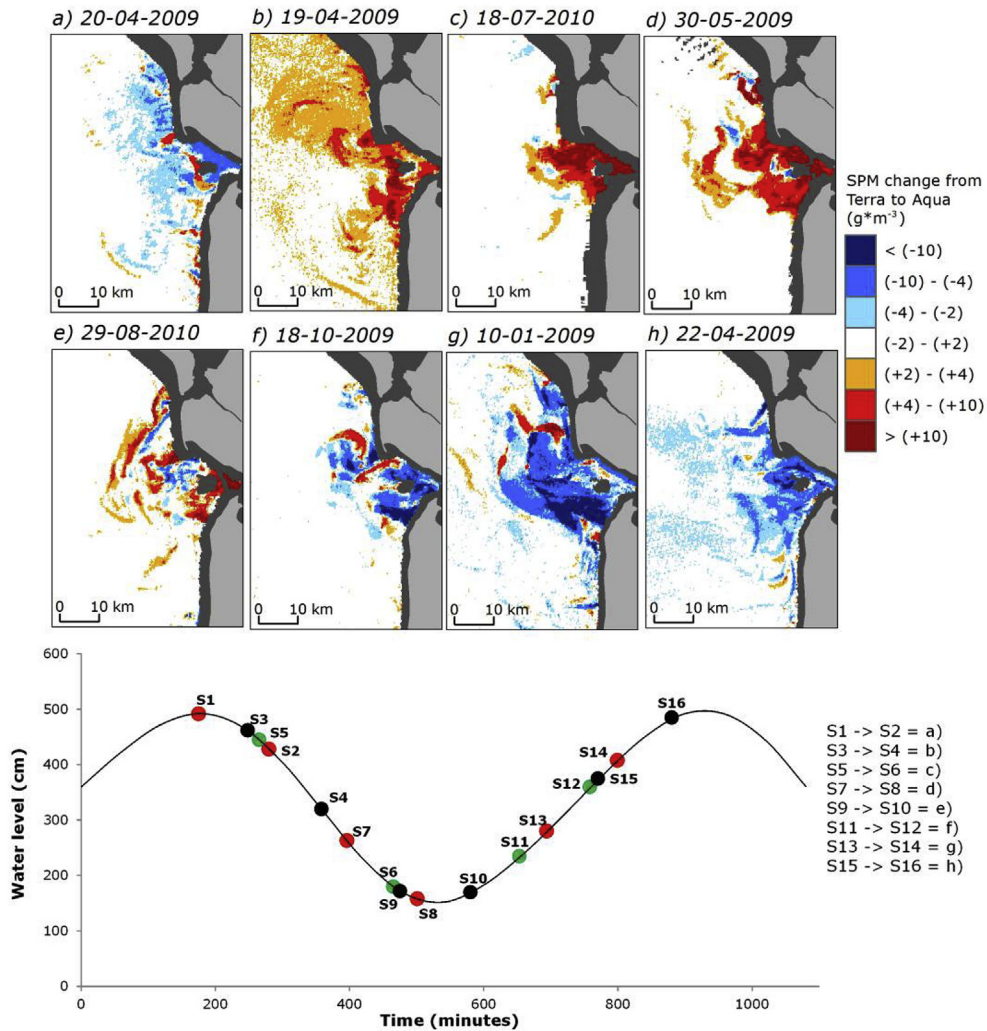 a) 20-04-2009
b) 19-04-2009
c) 18-07-2010
d) 30-05-2009
0 10 km
0 10 km
0 10 km
0 10 km
SPM change from
Terra to Aqua
(g*m-3)
< (-10)
(-10) - (-4)
(-4) - (-2)
(-2) - (+2)
(+2) - (+4)
(+4) - (+10)
> (+10)
e) 29-08-2010
f) 18-10-2009
g) 10-01-2009
h) 22-04-2009
0 10 km
0 10 km
0 10 km
0 10 km
Water level (cm)
600
500
400
300
200
100
0
S1
S3
S5
S2
S4
S7
S6
S9
S8
S10
S11
S13
S12
S15
S14
S16
0 200 400 600 800 1000
Time (minutes)
S1 -> S2 = a)
S3 -> S4 = b)
S5 -> S6 = c)
S7 -> S8 = d)
S9 -> S10 = e)
S11 -> S12 = f)
S13 -> S14 = g)
S15 -> S16 = h)